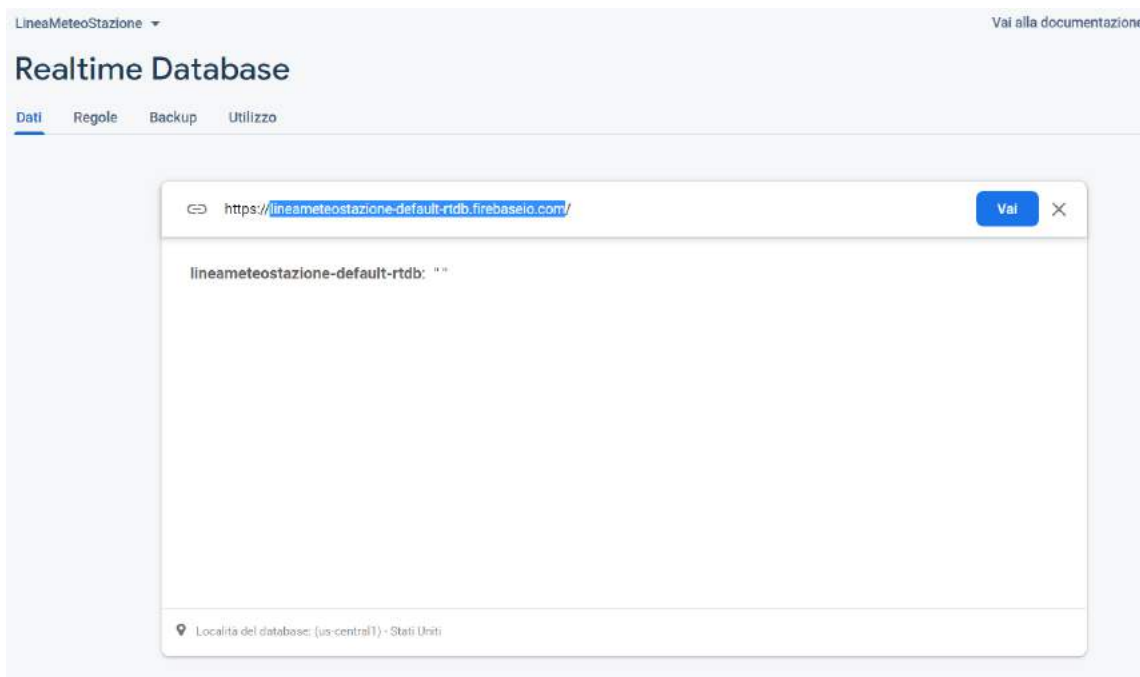 LineaMeteoStazione
Vai alla documentazione
Realtime Database
Dati Regole Backup Utilizzo
https://lineameteostazione-default-rtdb.firebaseio.com/
Vai
lineameteostazione-default-rtdb: ""
Località del database: (us-central1) - Stati Uniti